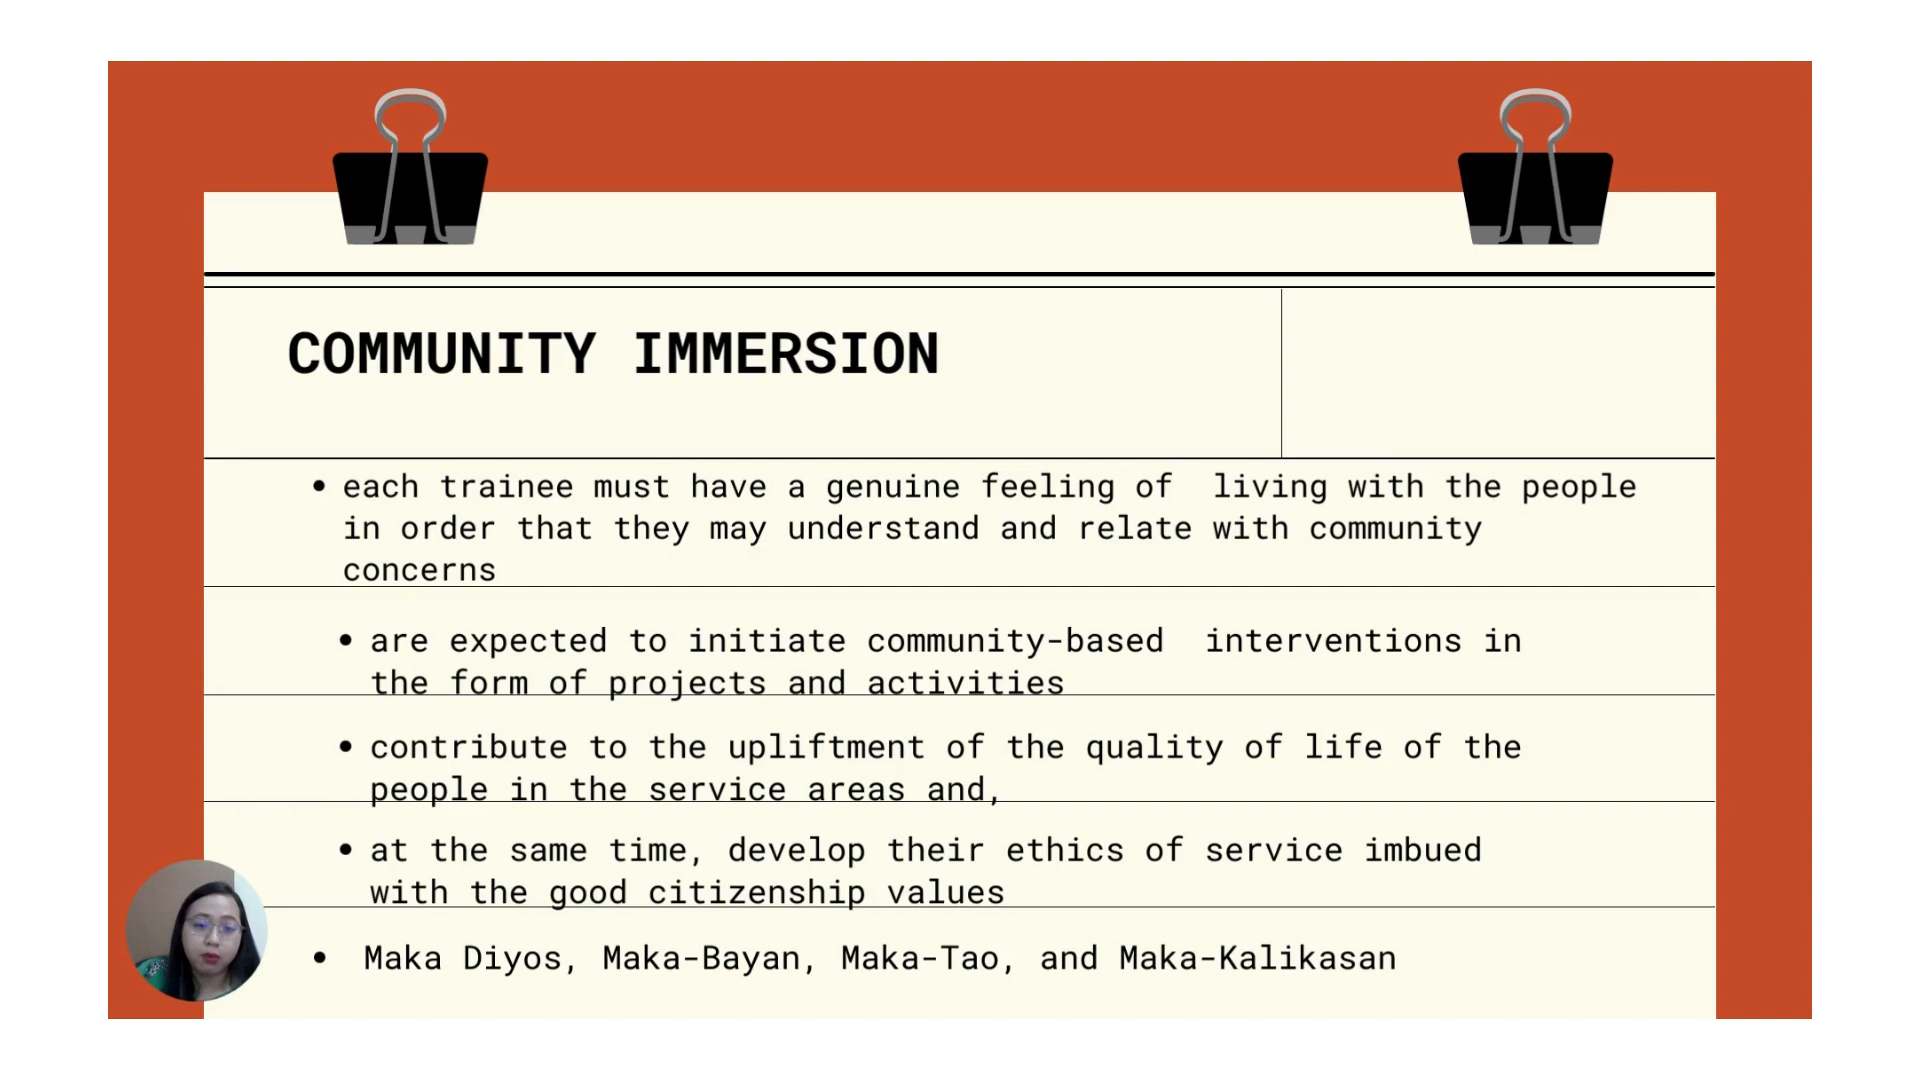 COMMUNITY IMMERSION
• each trainee must have a genuine feeling of living with the people
in order that they may understand and relate with community
concerns
• are expected to initiate community-based interventions in
the form of projects and activities
• contribute to the upliftment of the quality of life of the
people in the service areas and,
• at the same time, develop their ethics of service imbued
with the good citizenship values
• Maka Diyos, Maka-Bayan, Maka-Tao, and Maka-Kalikasan